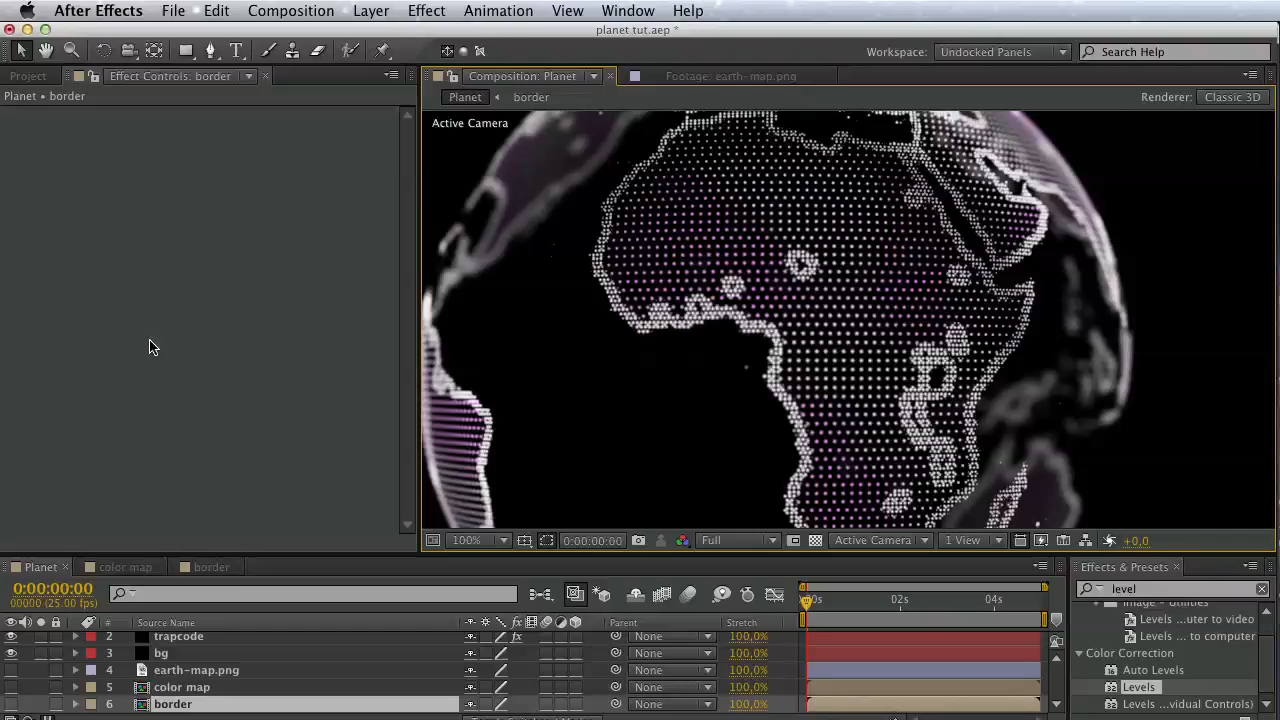 After Effects File Edit Composition Layer Effect Animation View Window Help
planet tut.aep *
Workspace: Undocked Panels Search Help
Project Effect Controls: border Composition: Planet Footage: earth-map.png
Planet • border Planet border Renderer: Classic 3D
Active Camera
100% 0:00:00:00 Full Active Camera 1 View +0,0
Planet color map border Effects & Presets
0:00:00:00 level
00000 (25.00 fps) 02s 04s
Source Name Parent Stretch
2 trapcode fx None 100,0%
3 bg None 100,0%
4 earth-map.png None 100,0%
5 color map None 100,0%
6 border None 100,0%
Image - Utilities
Levels ...uter to video
Levels ... to computer
Color Correction
Auto Levels
Levels
Levels ...vidual Controls)